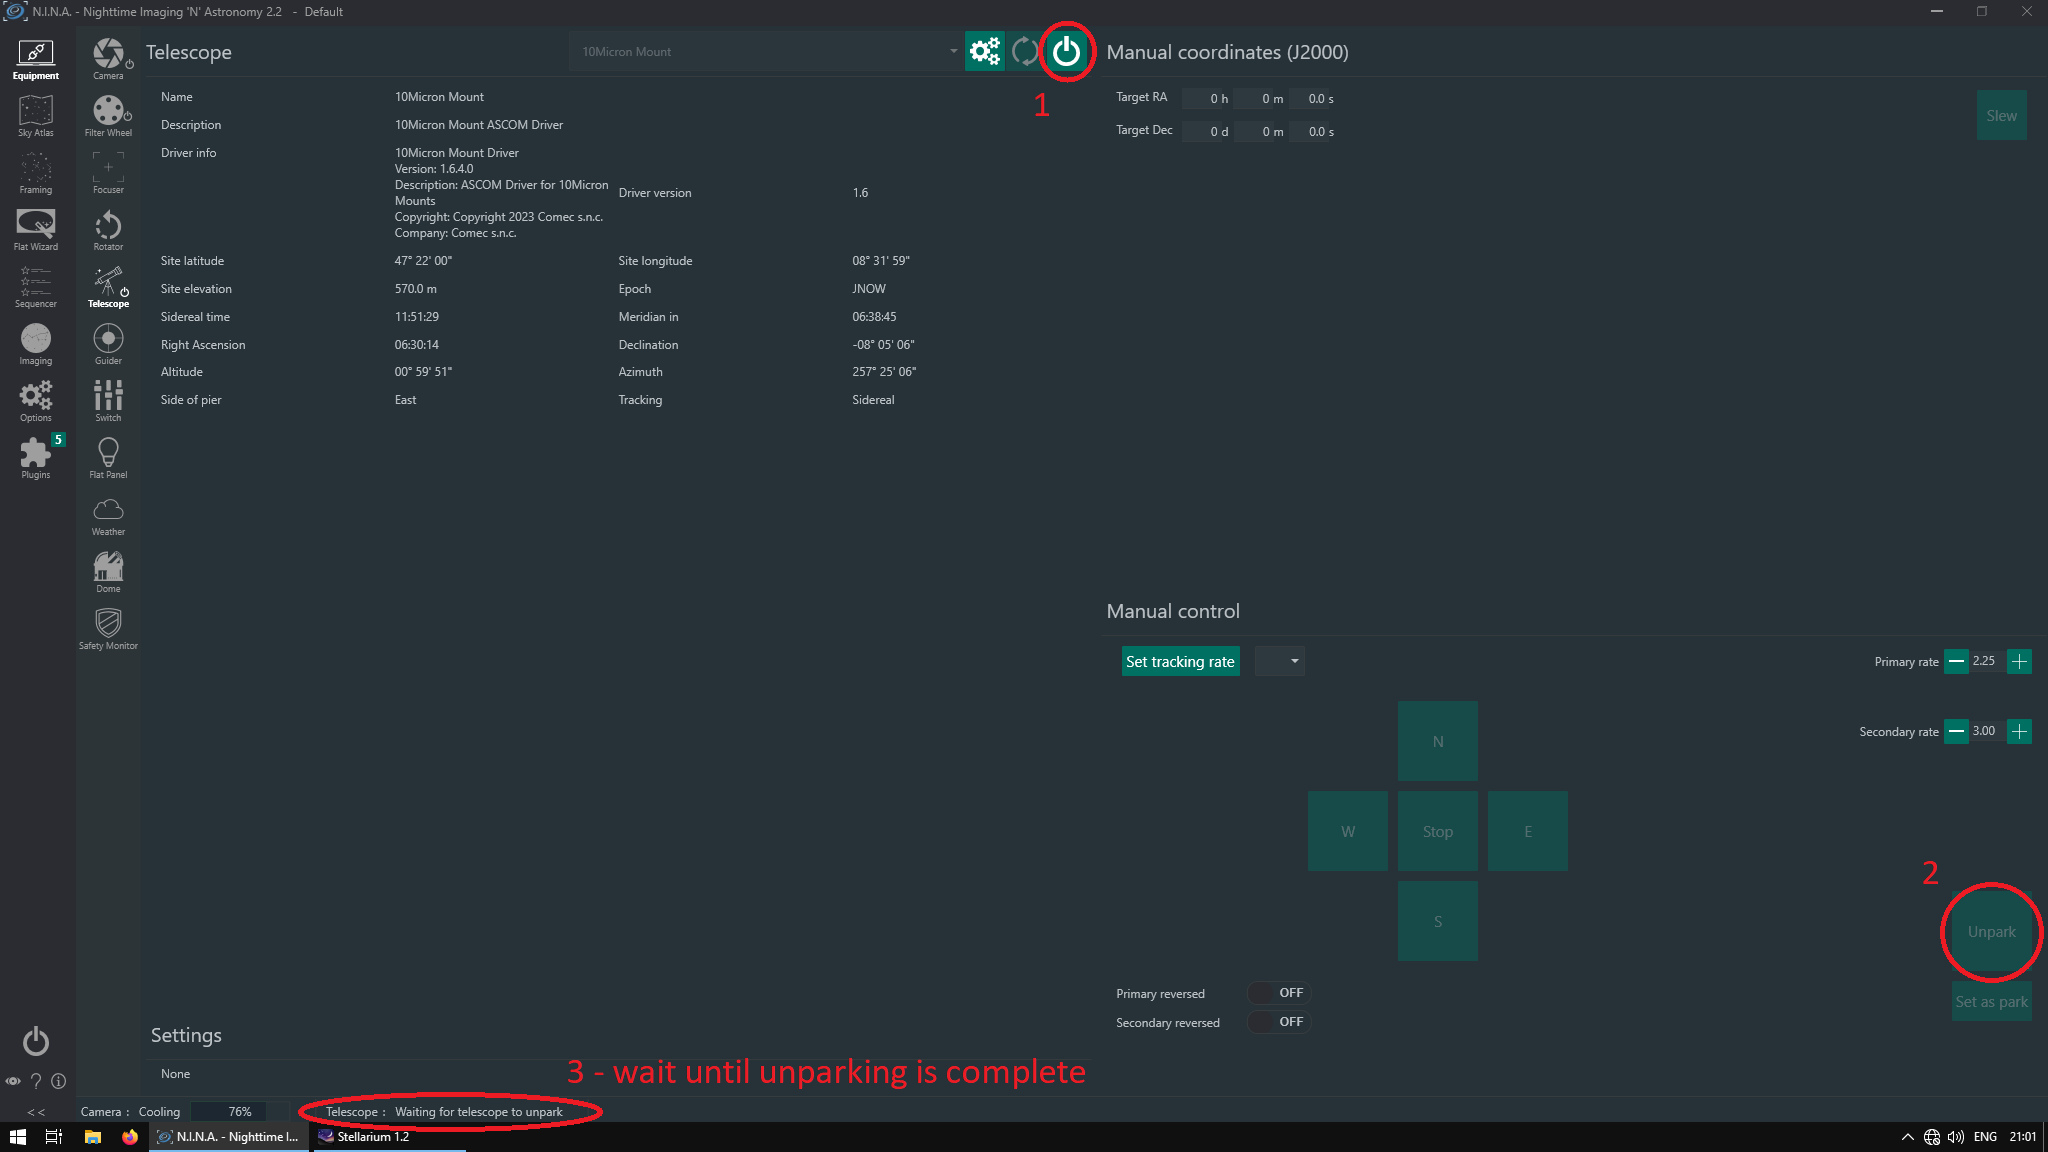 N.I.N.A. - Nighttime Imaging 'N' Astronomy 2.2 - Default
Equipment
Sky Atlas
Framing
Flat Wizard
Sequencer
Imaging
Options
5
Plugins
Camera
Filter Wheel
Focuser
Rotator
Telescope
Guider
Switch
Flat Panel
Weather
Dome
Safety Monitor
Telescope
10Micron Mount
1
Name 10Micron Mount
Description 10Micron Mount ASCOM Driver
Driver info 10Micron Mount Driver
Version: 1.6.4.0
Description: ASCOM Driver for 10Micron
Mounts
Copyright: Copyright 2023 Comec s.n.c.
Company: Comec s.n.c.
Driver version 1.6
Site latitude 47° 22' 00" Site longitude 08° 31' 59"
Site elevation 570.0 m Epoch JNOW
Sidereal time 11:51:29 Meridian in 06:38:45
Right Ascension 06:30:14 Declination -08° 05' 06"
Altitude 00° 59' 51" Azimuth 257° 25' 06"
Side of pier East Tracking Sidereal
Manual coordinates (J2000)
Target RA 0 h 0 m 0.0 s
Target Dec 0 d 0 m 0.0 s
Slew
Manual control
Set tracking rate
Primary rate 2.25
Secondary rate 3.00
N
W Stop E
S
2
Unpark
Set as park
Primary reversed OFF
Secondary reversed OFF
Settings
None
3 - wait until unparking is complete
? i
<< Camera : Cooling 76% Telescope : Waiting for telescope to unpark
N.I.N.A. - Nighttime I... Stellarium 1.2 ENG 21:01